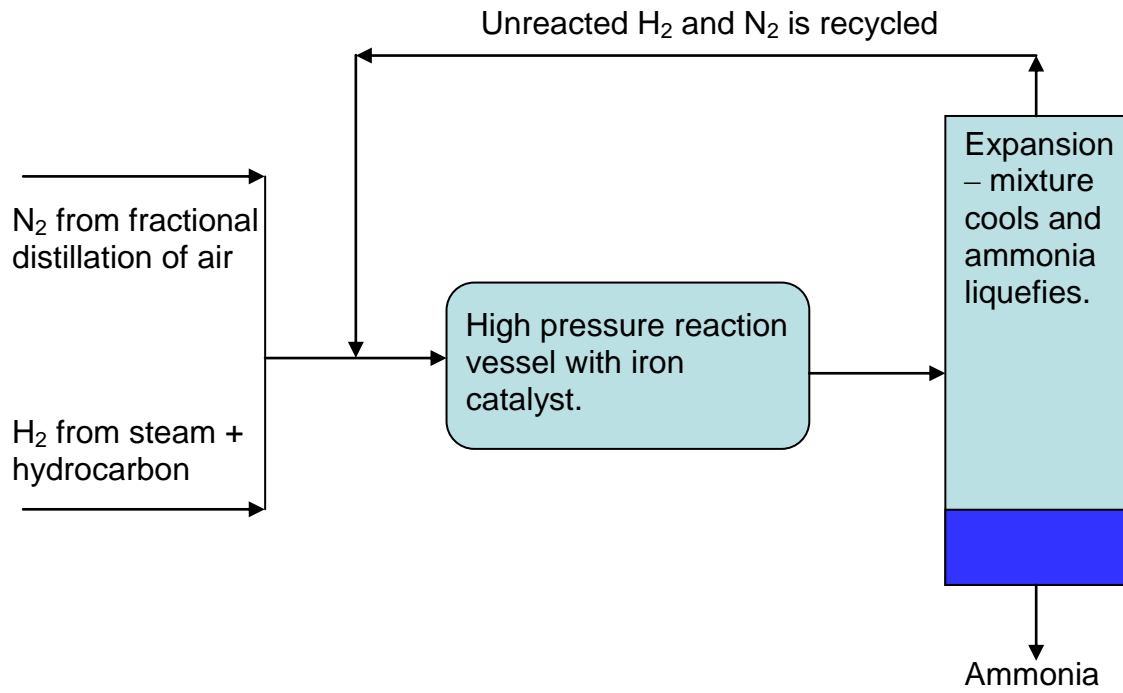 Unreacted H₂ and N₂ is recycled
N₂ from fractional
distillation of air
H₂ from steam +
hydrocarbon
High pressure reaction
vessel with iron
catalyst.
Expansion
– mixture
cools and
ammonia
liquefies.
Ammonia